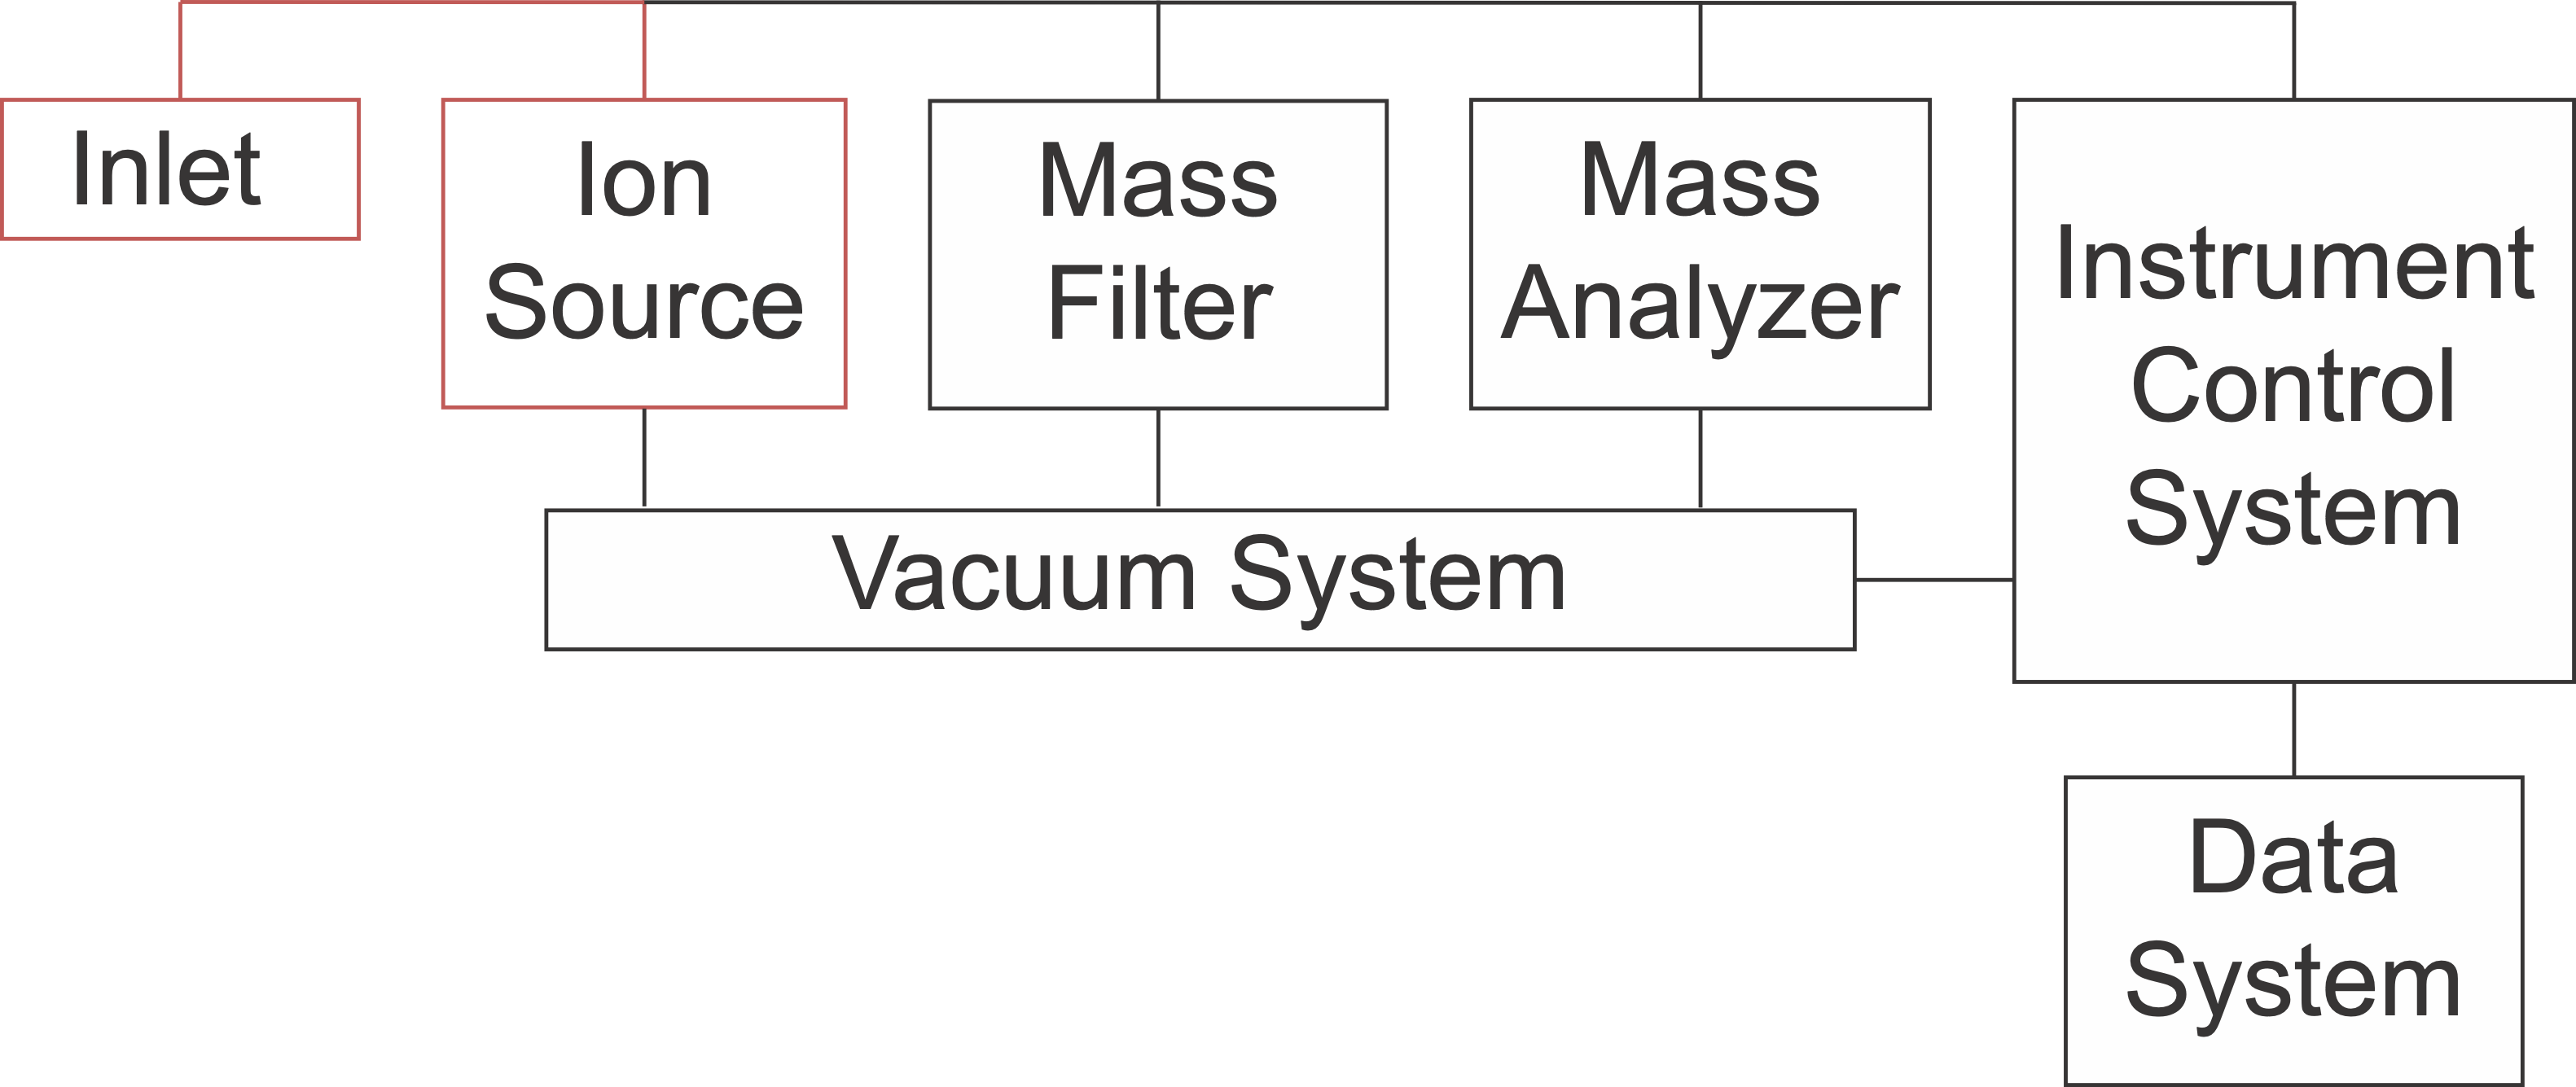 Inlet
Ion
Source
Mass
Filter
Mass
Analyzer
Instrument
Control
System
Vacuum System
Data
System